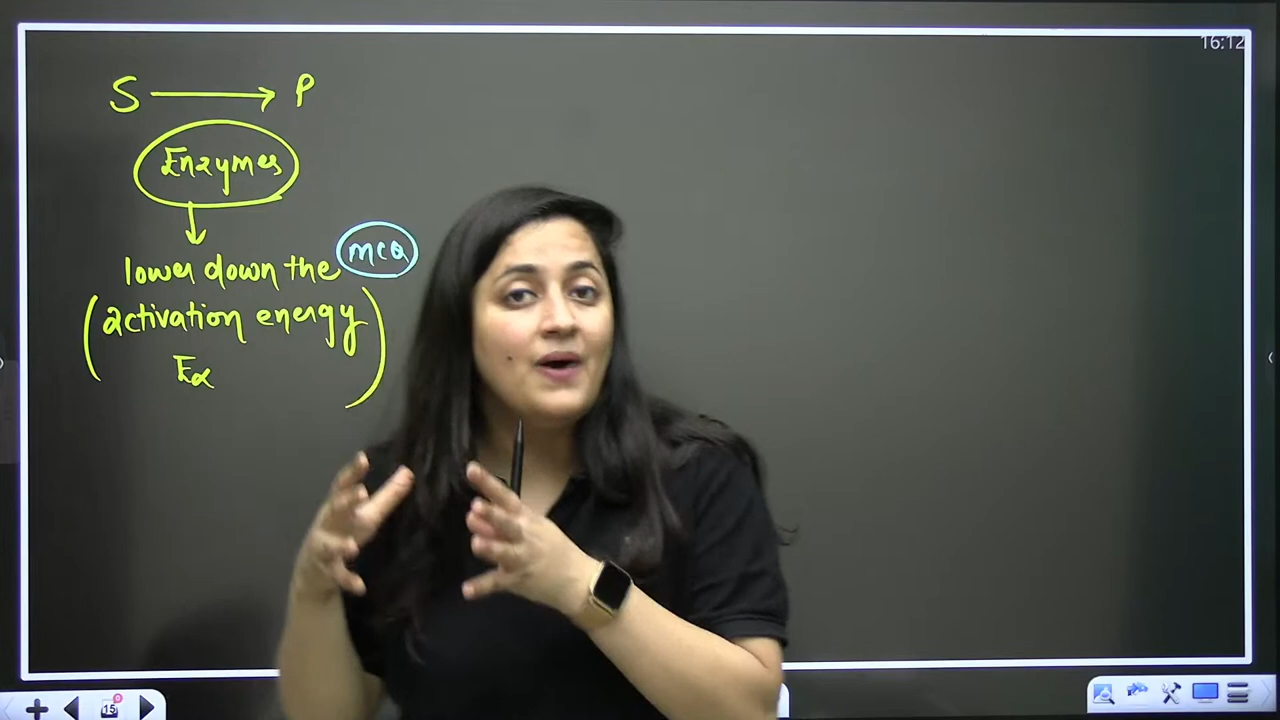 16:12
S → P
Enzymes
↓
lower down the mcq
(activation energy
Ea)
15